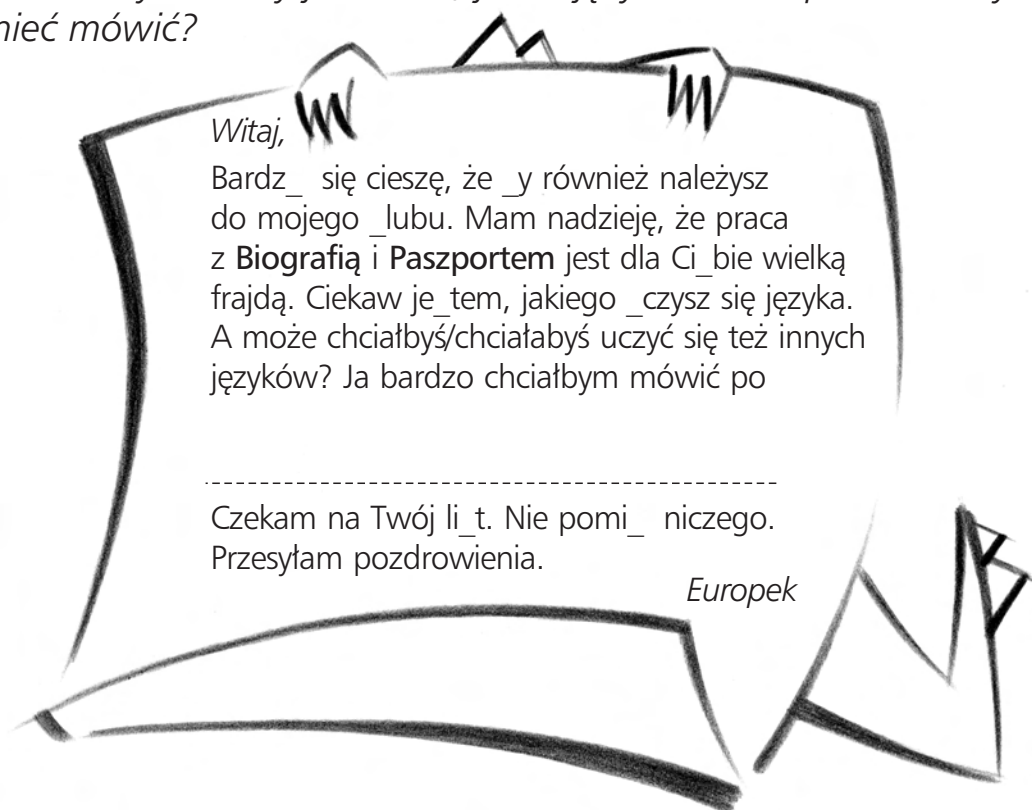 mieć mówić?
Witaj,
Bardz_ się cieszę, że _y również należysz
do mojego _lubu. Mam nadzieję, że praca
z Biografią i Paszportem jest dla Ci_bie wielką
frajdą. Ciekaw je_tem, jakiego _czysz się języka.
A może chciałbyś/chciałabyś uczyć się też innych
języków? Ja bardzo chciałbym mówić po
Czekam na Twój li_t. Nie pomi_ niczego.
Przesyłam pozdrowienia.
Europek